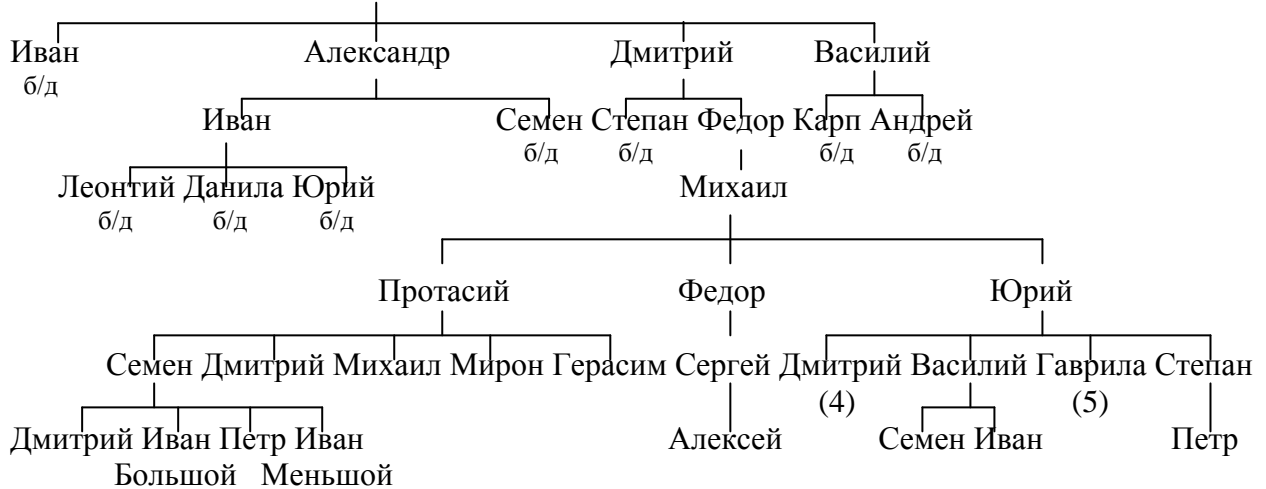 Иван Александр Дмитрий Василий
б/д
Иван Семен Степан Федор Карп Андрей
б/д б/д б/д б/д
Леонтий Данила Юрий Михаил
б/д б/д б/д
Протасий Федор Юрий
Семен Дмитрий Михаил Мирон Герасим Сергей Дмитрий Василий Гаврила Степан
(4) (5)
Дмитрий Иван Петр Иван Алексей Семен Иван Петр
Большой Меньшой